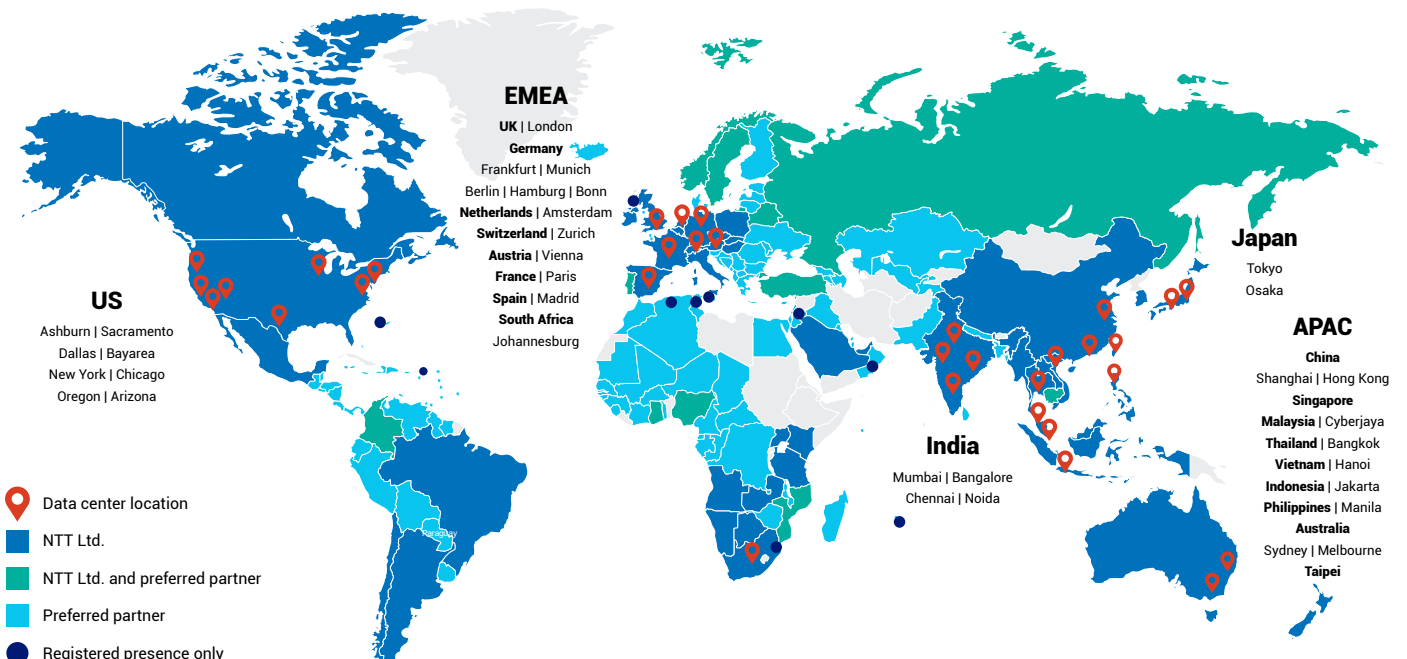 EMEA
UK | London
Germany
Frankfurt | Munich
Berlin | Hamburg | Bonn
Netherlands | Amsterdam
Switzerland | Zurich
Austria | Vienna
France | Paris
Spain | Madrid
South Africa
Johannesburg
US
Ashburn | Sacramento
Dallas | Bayarea
New York | Chicago
Oregon | Arizona
Japan
Tokyo
Osaka
APAC
China
Shanghai | Hong Kong
Singapore
Malaysia | Cyberjaya
Thailand | Bangkok
Vietnam | Hanoi
Indonesia | Jakarta
Philippines | Manila
Australia
Sydney | Melbourne
Taipei
India
Mumbai | Bangalore
Chennai | Noida
Paraguay
Data center location
NTT Ltd.
NTT Ltd. and preferred partner
Preferred partner
Registered presence only